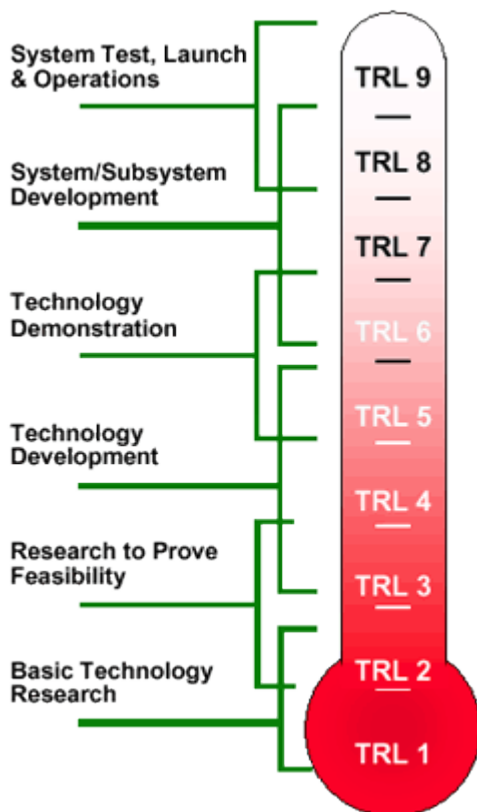 System Test, Launch
& Operations
System/Subsystem
Development
Technology
Demonstration
Technology
Development
Research to Prove
Feasibility
Basic Technology
Research
TRL 9
TRL 8
TRL 7
TRL 6
TRL 5
TRL 4
TRL 3
TRL 2
TRL 1